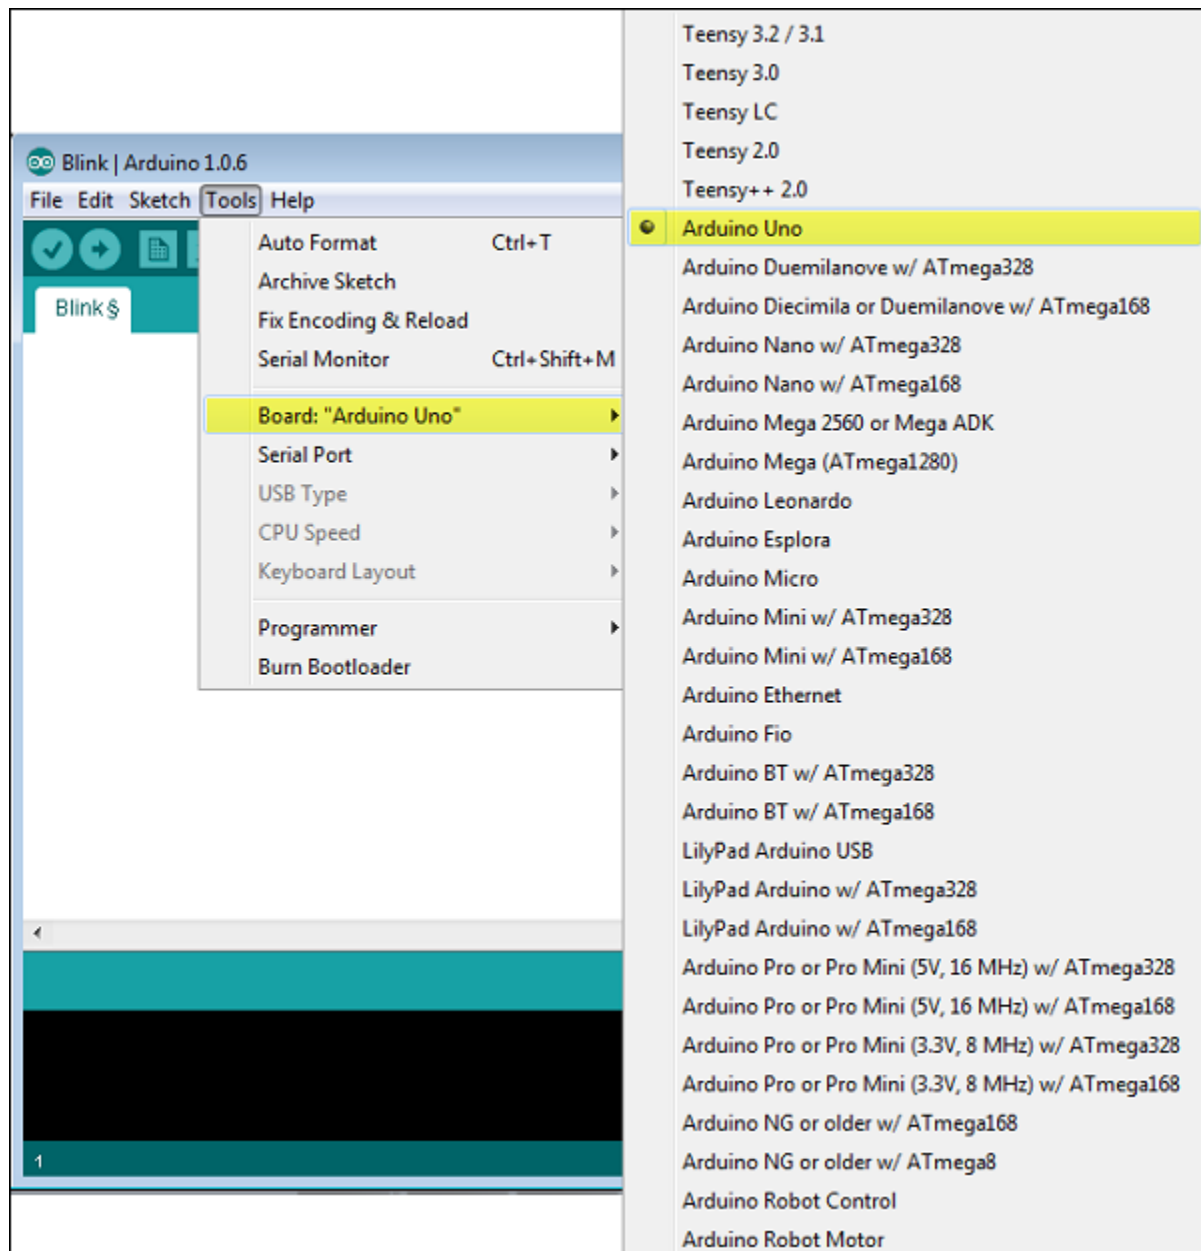 Blink | Arduino 1.0.6
File Edit Sketch Tools Help
Blink §
Auto Format Ctrl+T
Archive Sketch
Fix Encoding & Reload
Serial Monitor Ctrl+Shift+M
Board: "Arduino Uno"
Serial Port
USB Type
CPU Speed
Keyboard Layout
Programmer
Burn Bootloader
1
Teensy 3.2 / 3.1
Teensy 3.0
Teensy LC
Teensy 2.0
Teensy++ 2.0
Arduino Uno
Arduino Duemilanove w/ ATmega328
Arduino Diecimila or Duemilanove w/ ATmega168
Arduino Nano w/ ATmega328
Arduino Nano w/ ATmega168
Arduino Mega 2560 or Mega ADK
Arduino Mega (ATmega1280)
Arduino Leonardo
Arduino Esplora
Arduino Micro
Arduino Mini w/ ATmega328
Arduino Mini w/ ATmega168
Arduino Ethernet
Arduino Fio
Arduino BT w/ ATmega328
Arduino BT w/ ATmega168
LilyPad Arduino USB
LilyPad Arduino w/ ATmega328
LilyPad Arduino w/ ATmega168
Arduino Pro or Pro Mini (5V, 16 MHz) w/ ATmega328
Arduino Pro or Pro Mini (5V, 16 MHz) w/ ATmega168
Arduino Pro or Pro Mini (3.3V, 8 MHz) w/ ATmega328
Arduino Pro or Pro Mini (3.3V, 8 MHz) w/ ATmega168
Arduino NG or older w/ ATmega168
Arduino NG or older w/ ATmega8
Arduino Robot Control
Arduino Robot Motor